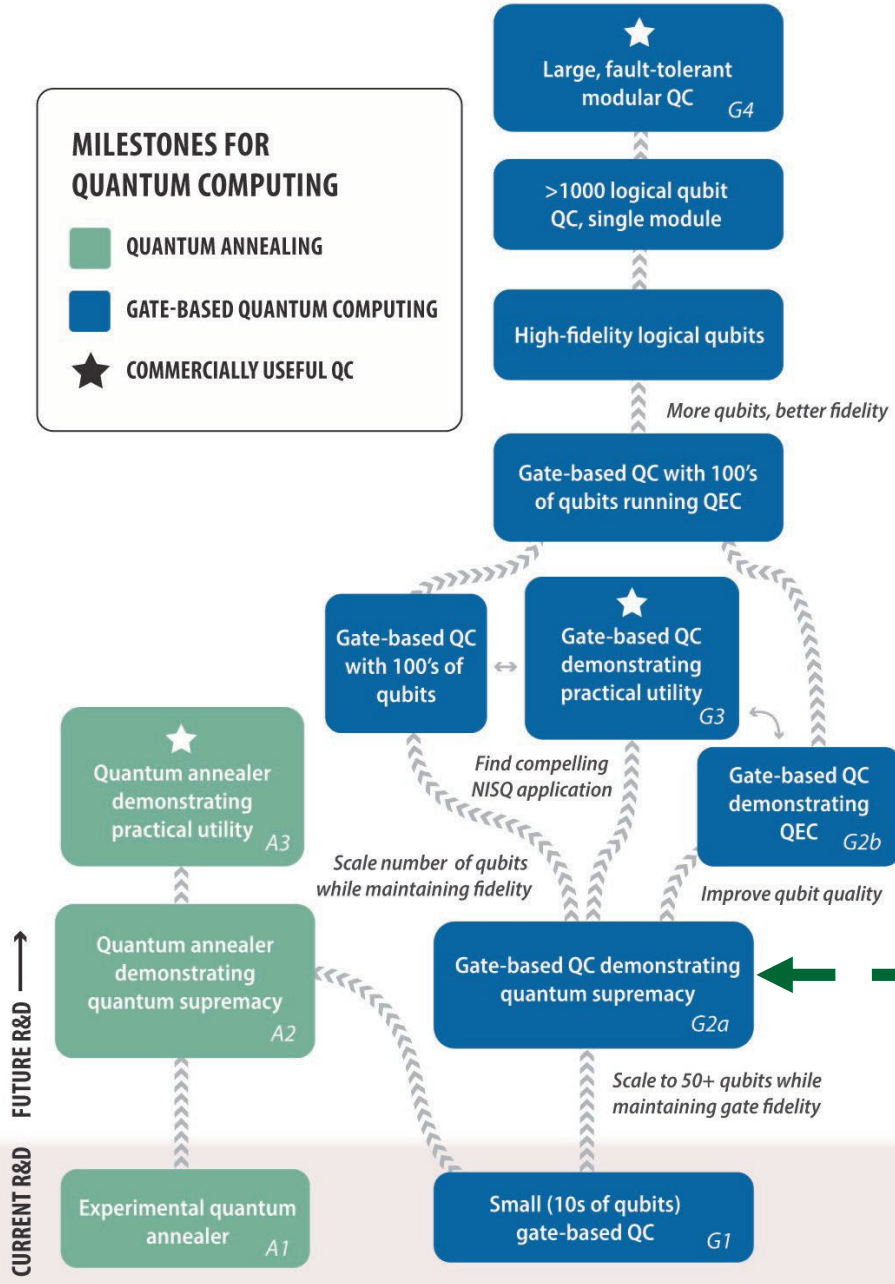 MILESTONES FOR
QUANTUM COMPUTING
QUANTUM ANNEALING
GATE-BASED QUANTUM COMPUTING
COMMERCIALLY USEFUL QC
Large, fault-tolerant
modular QC
G4
>1000 logical qubit
QC, single module
High-fidelity logical qubits
More qubits, better fidelity
Gate-based QC with 100's
of qubits running QEC
Gate-based QC
with 100's of
qubits
Gate-based QC
demonstrating
practical utility
G3
Quantum annealer
demonstrating
practical utility
A3
Find compelling
NISQ application
Gate-based QC
demonstrating
QEC
G2b
Scale number of qubits
while maintaining fidelity
Improve qubit quality
Quantum annealer
demonstrating
quantum supremacy
A2
Gate-based QC demonstrating
quantum supremacy
G2a
Scale to 50+ qubits while
maintaining gate fidelity
FUTURE R&D
CURRENT R&D
Experimental quantum
annealer
A1
Small (10s of qubits)
gate-based QC
G1